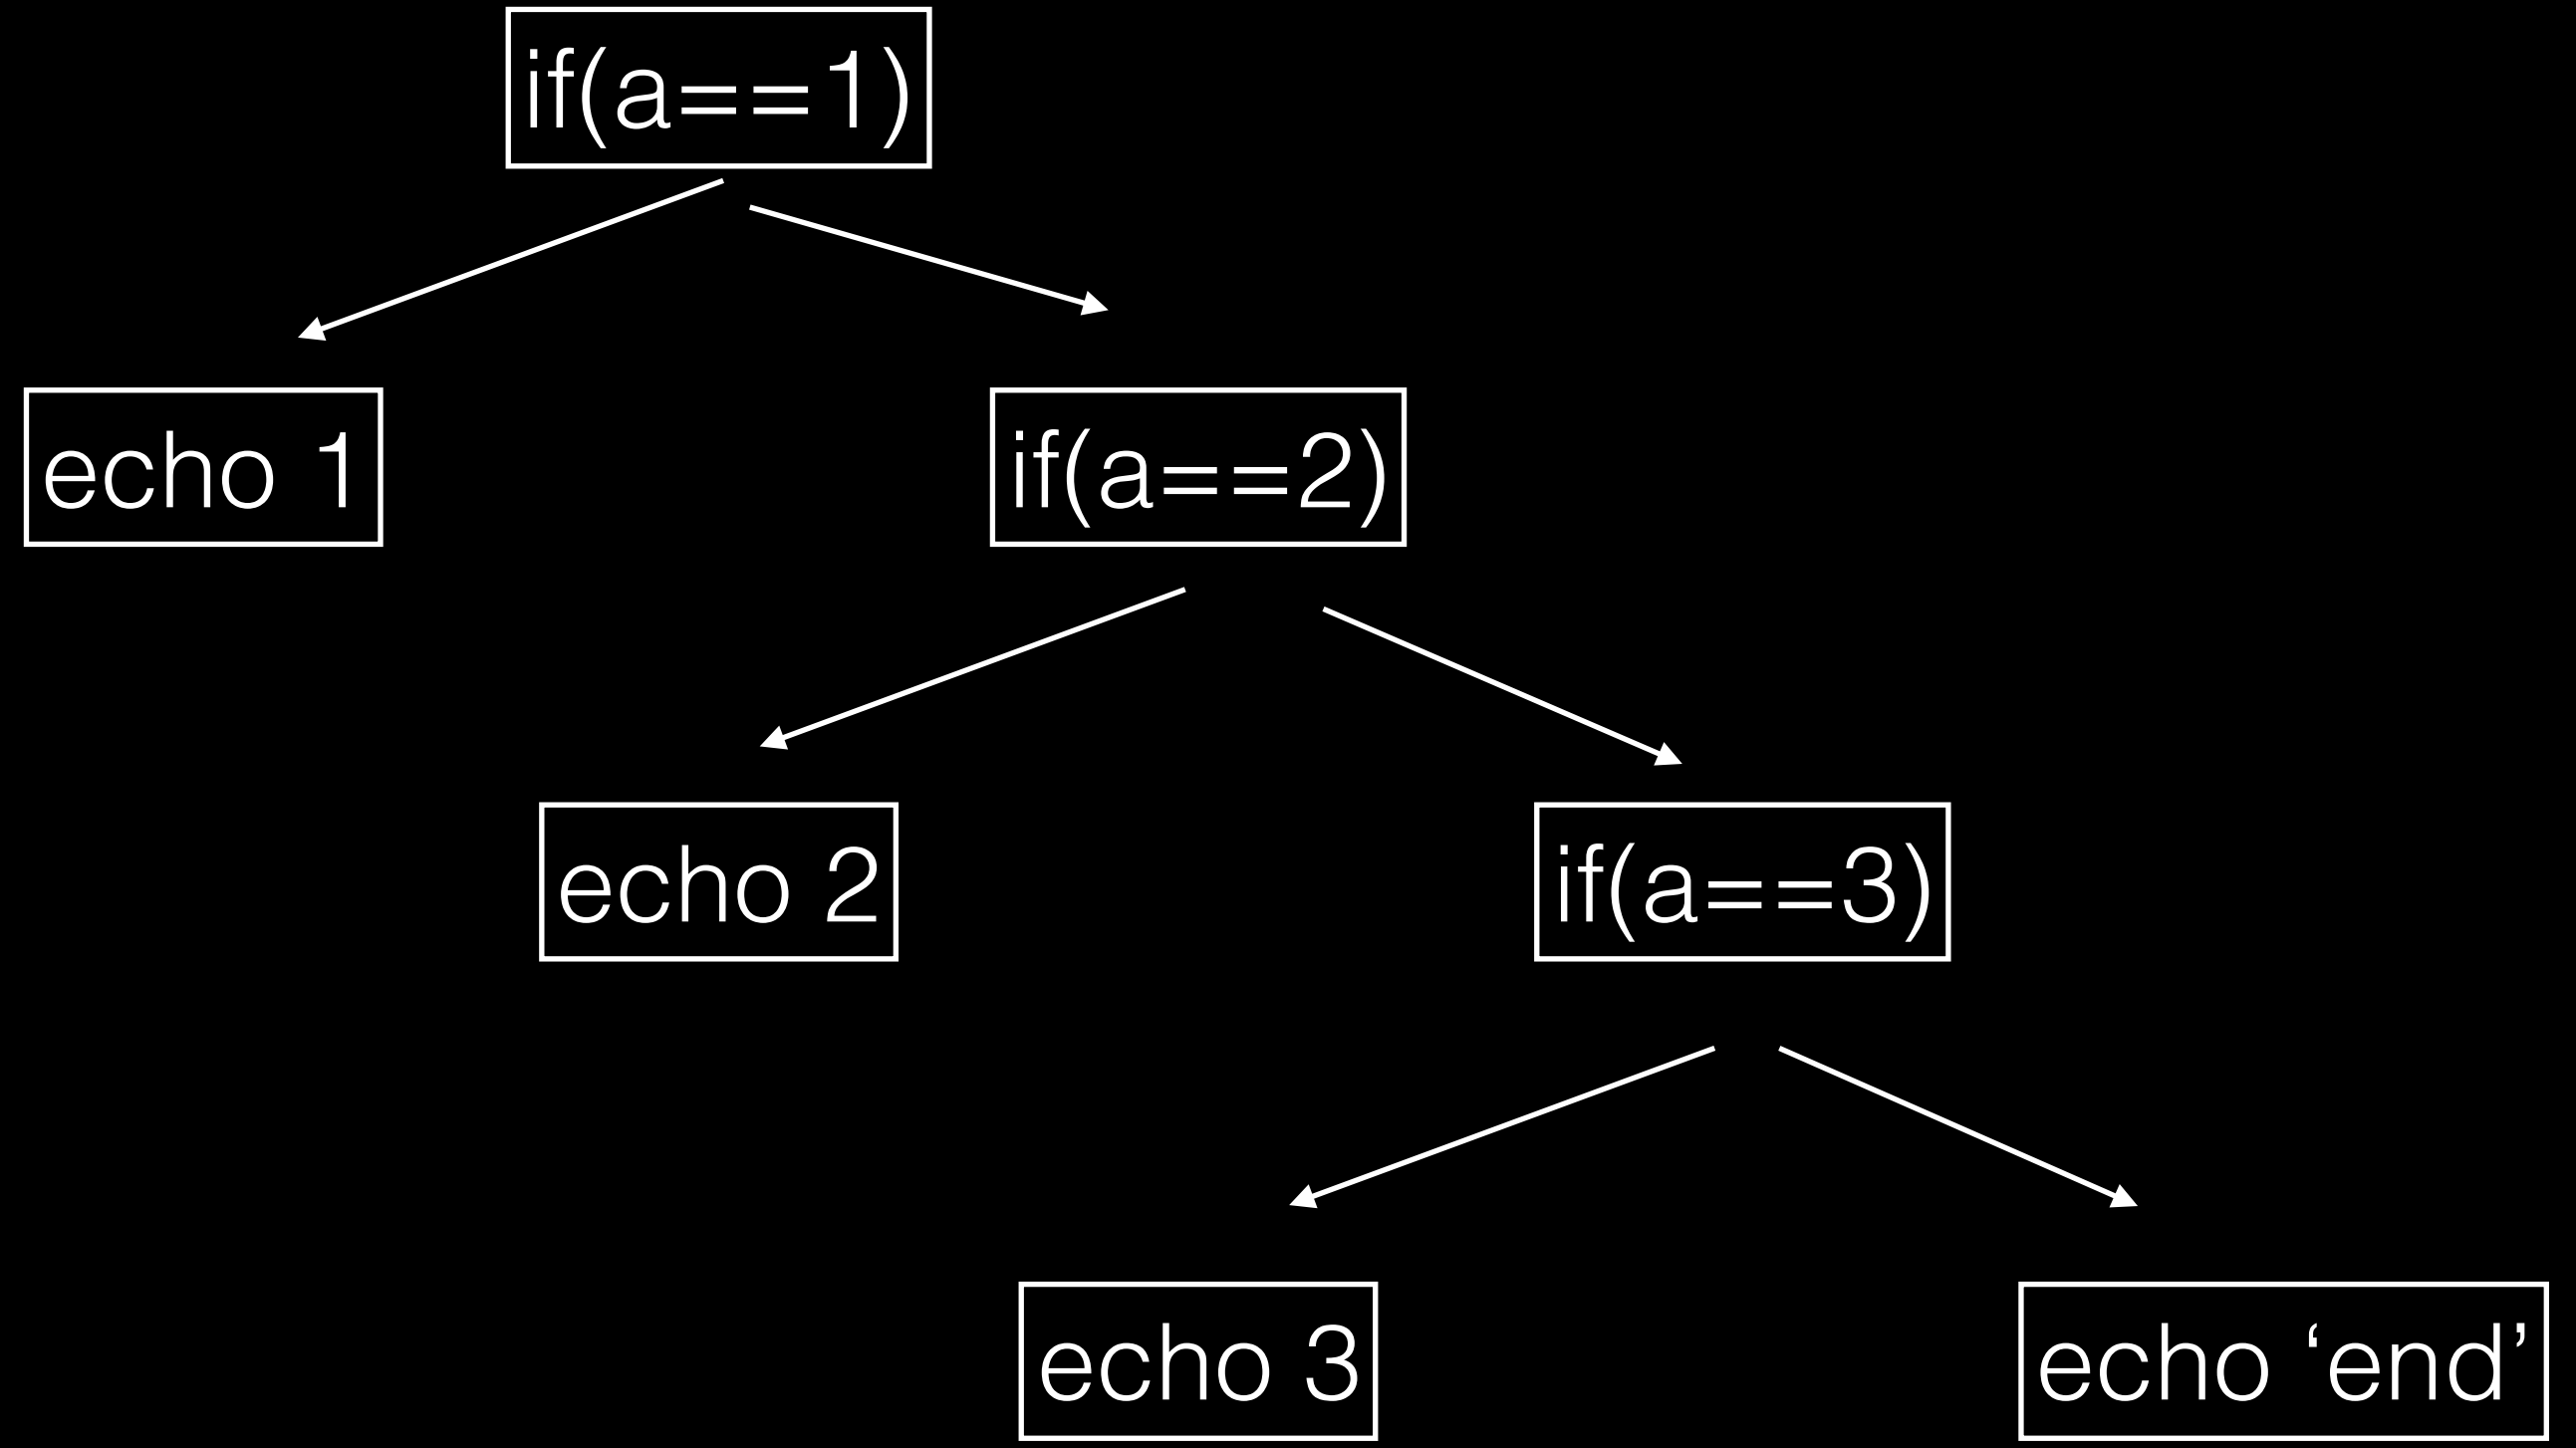 if(a==1)
echo 1
if(a==2)
echo 2
if(a==3)
echo 3
echo ‘end’